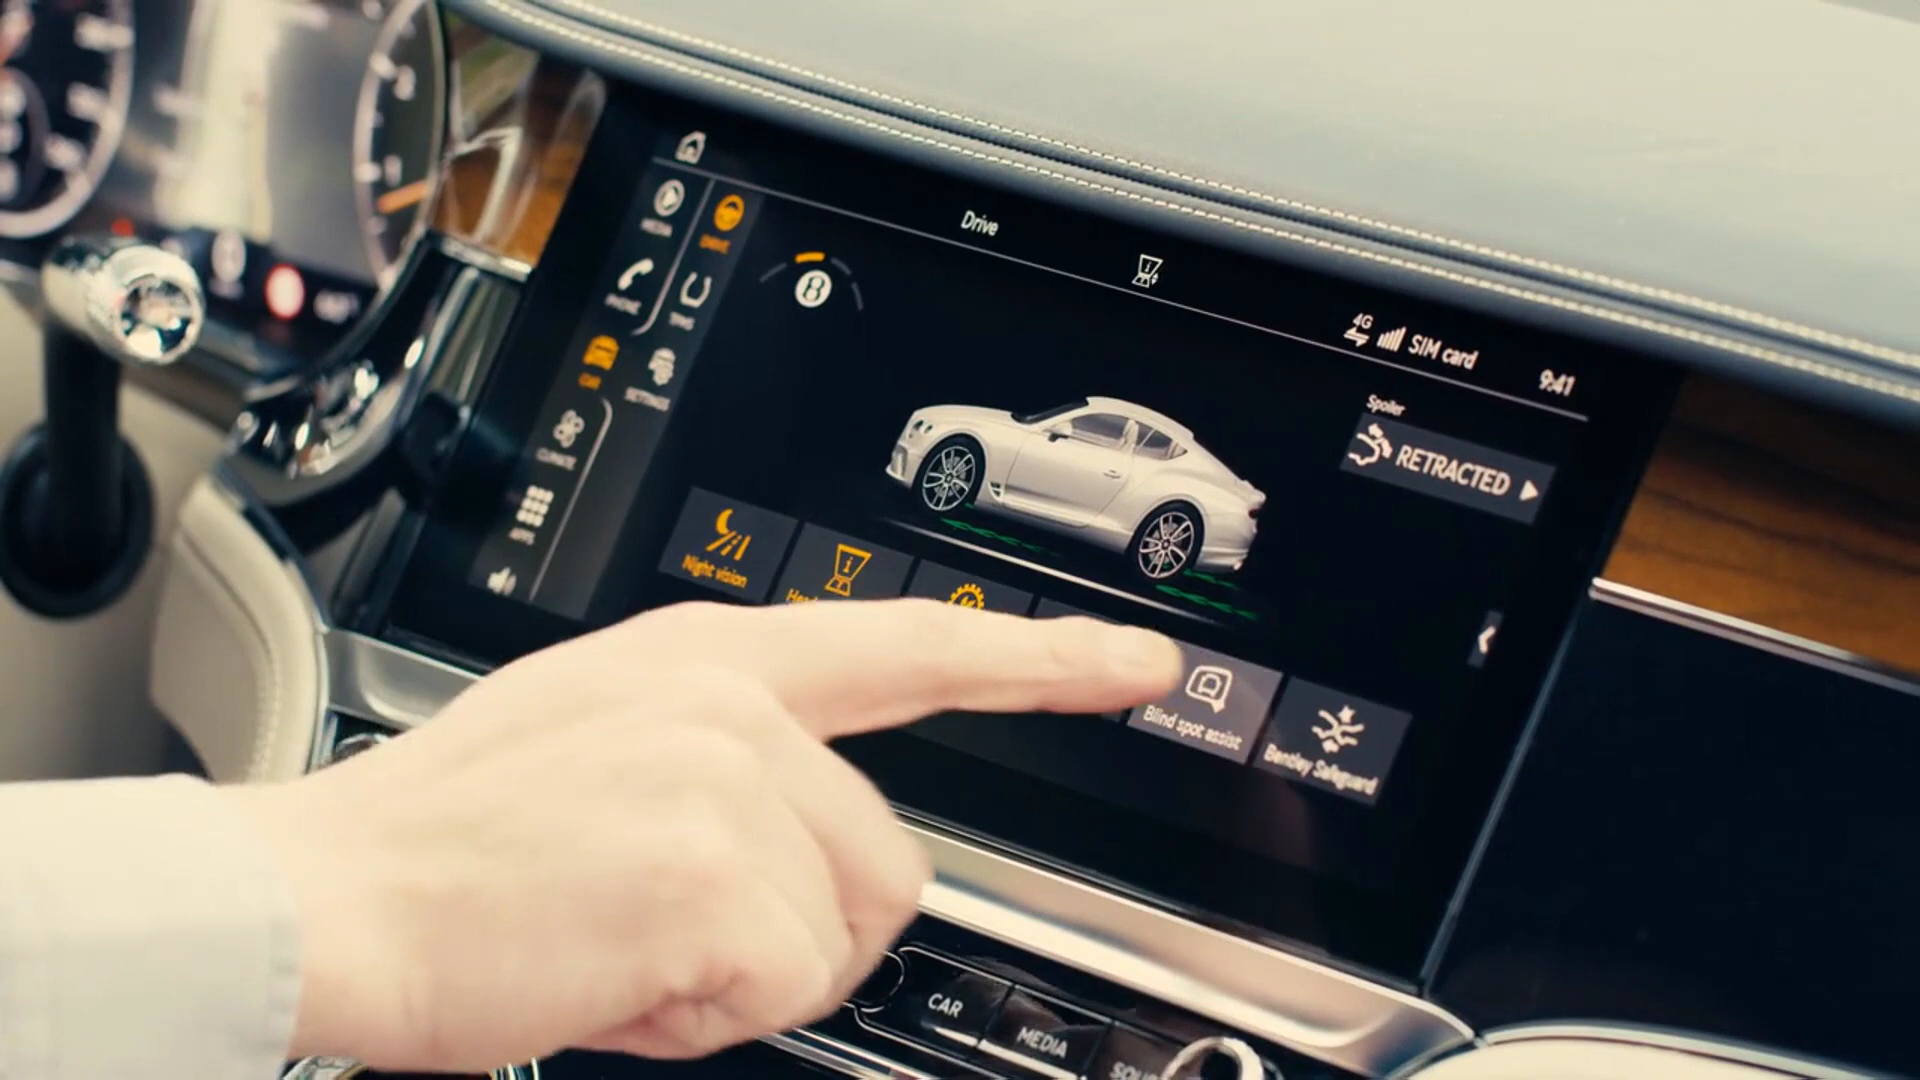 Drive
4G
SIM card
9:41
MEDIA
DRIVE
PHONE
TPMS
CAR
SETTINGS
CLIMATE
APPS
B
Spoiler
RETRACTED
Night vision
Blind spot assist
Bentley Safeguard
CAR
MEDIA